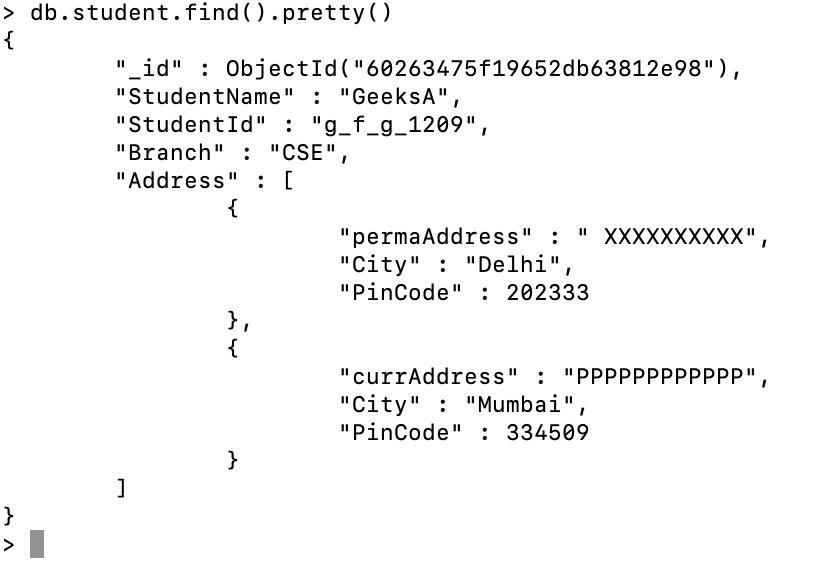 > db.student.find().pretty()
{
"_id" : ObjectId("60263475f19652db63812e98"),
"StudentName" : "GeeksA",
"StudentId" : "g_f_g_1209",
"Branch" : "CSE",
"Address" : [
{
"permaAddress" : " XXXXXXXXXX",
"City" : "Delhi",
"PinCode" : 202333
},
{
"currAddress" : "PPPPPPPPPPPP",
"City" : "Mumbai",
"PinCode" : 334509
}
]
}
>